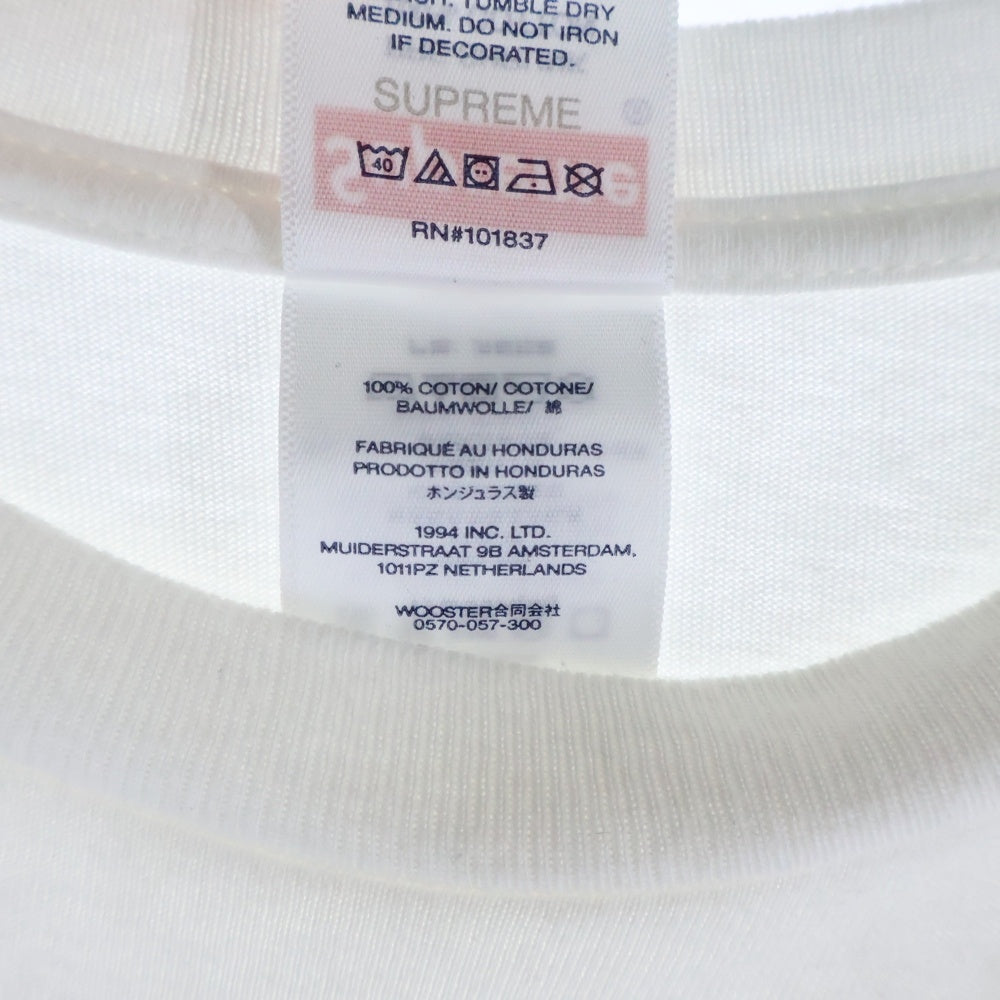 TUMBLE DRY
MEDIUM. DO NOT IRON
IF DECORATED.
SUPREME
40
RN#101837
100% COTON/ COTONE/
BAUMWOLLE/ 綿
FABRIQUÉ AU HONDURAS
PRODOTTO IN HONDURAS
ホンジュラス製
1994 INC. LTD.
MUIDERSTRAAT 9B AMSTERDAM,
1011PZ NETHERLANDS
WOOSTER合同会社
0570-057-300